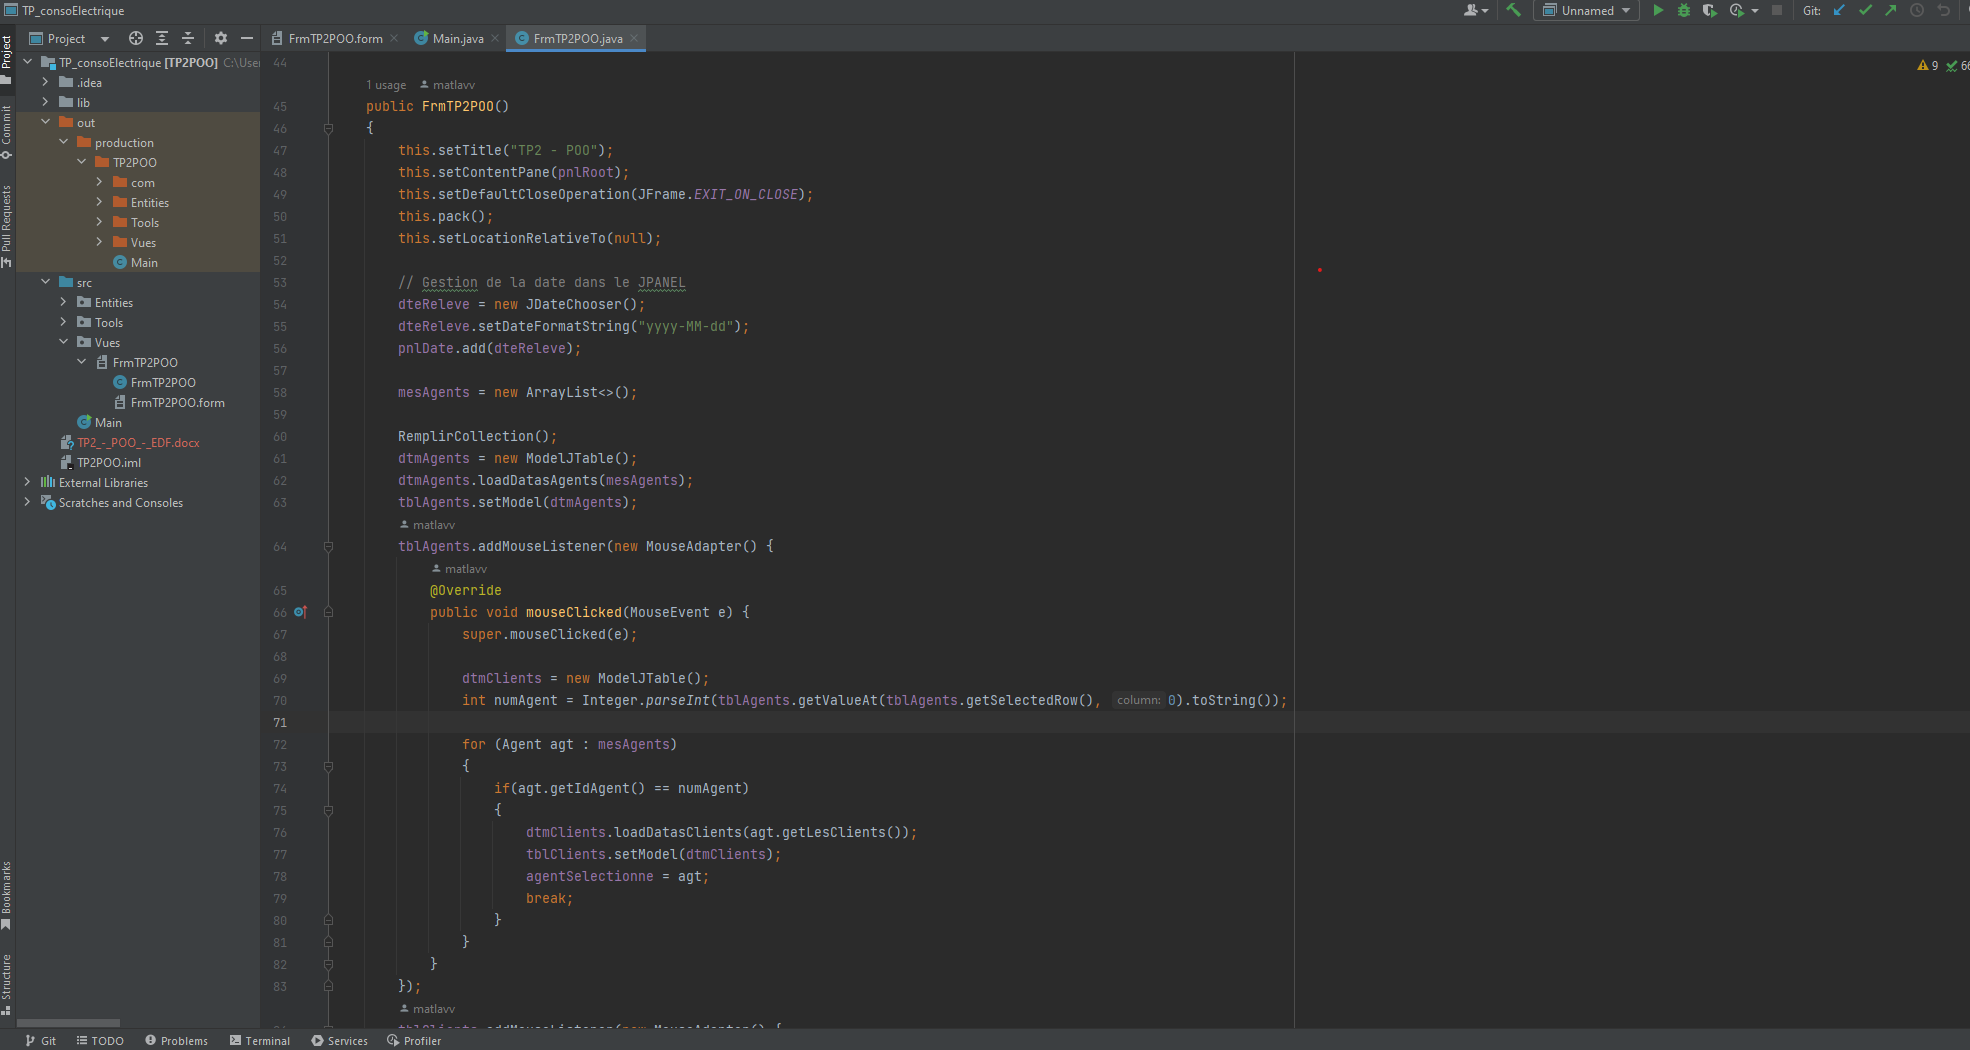 TP_consoElectrique
Unnamed
Git:
Project
FrmTP2POO.form
Main.java
FrmTP2POO.java
9
66
Project
Commit
Pull Requests
Bookmarks
Structure
TP_consoElectrique [TP2POO] C:\User
.idea
lib
out
production
TP2POO
com
Entities
Tools
Vues
Main
src
Entities
Tools
Vues
FrmTP2POO
FrmTP2POO
FrmTP2POO.form
Main
TP2_-_POO_-_EDF.docx
TP2POO.iml
External Libraries
Scratches and Consoles
44
1 usage matlavv
45 public FrmTP2POO()
46 {
47 this.setTitle("TP2 - POO");
48 this.setContentPane(pnlRoot);
49 this.setDefaultCloseOperation(JFrame.EXIT_ON_CLOSE);
50 this.pack();
51 this.setLocationRelativeTo(null);
52
53 // Gestion de la date dans le JPANEL
54 dteReleve = new JDateChooser();
55 dteReleve.setDateFormatString("yyyy-MM-dd");
56 pnlDate.add(dteReleve);
57
58 mesAgents = new ArrayList<>();
59
60 RemplirCollection();
61 dtmAgents = new ModelJTable();
62 dtmAgents.loadDatasAgents(mesAgents);
63 tblAgents.setModel(dtmAgents);
matlavv
64 tblAgents.addMouseListener(new MouseAdapter() {
matlavv
65 @Override
66 public void mouseClicked(MouseEvent e) {
67 super.mouseClicked(e);
68
69 dtmClients = new ModelJTable();
70 int numAgent = Integer.parseInt(tblAgents.getValueAt(tblAgents.getSelectedRow(), column: 0).toString());
71
72 for (Agent agt : mesAgents)
73 {
74 if(agt.getIdAgent() == numAgent)
75 {
76 dtmClients.loadDatasClients(agt.getLesClients());
77 tblClients.setModel(dtmClients);
78 agentSelectionne = agt;
79 break;
80 }
81 }
82 }
83 });
matlavv
Git
TODO
Problems
Terminal
Services
Profiler